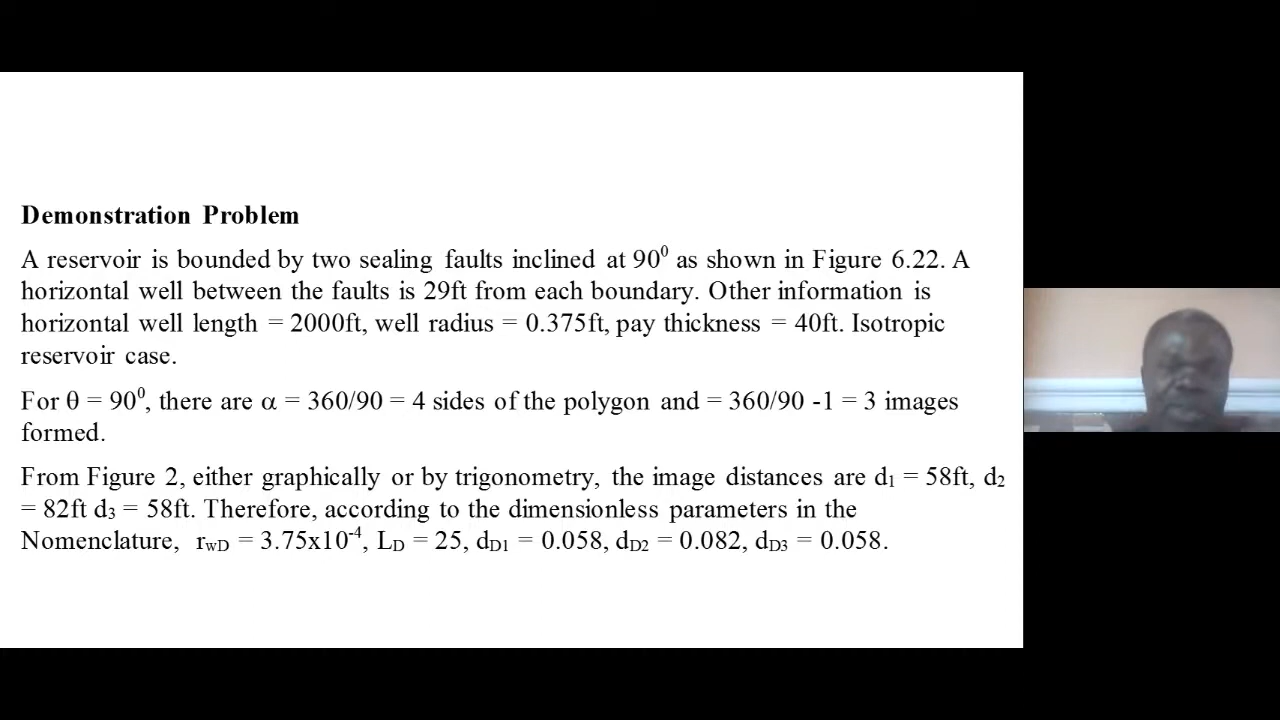 Demonstration Problem
A reservoir is bounded by two sealing faults inclined at 90⁰ as shown in Figure 6.22. A
horizontal well between the faults is 29ft from each boundary. Other information is
horizontal well length = 2000ft, well radius = 0.375ft, pay thickness = 40ft. Isotropic
reservoir case.
For θ = 90⁰, there are α = 360/90 = 4 sides of the polygon and = 360/90 -1 = 3 images
formed.
From Figure 2, either graphically or by trigonometry, the image distances are d₁ = 58ft, d₂
= 82ft d₃ = 58ft. Therefore, according to the dimensionless parameters in the
Nomenclature, r_wD = 3.75x10⁻⁴, L_D = 25, d_D1 = 0.058, d_D2 = 0.082, d_D3 = 0.058.